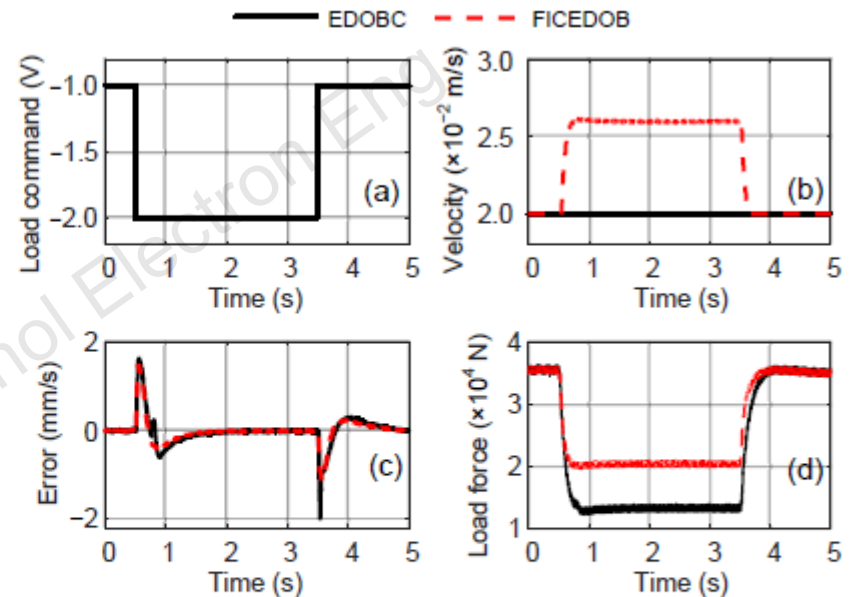 EDOBC FICEDOB
Load command (V)
−1.0
−1.5
−2.0
(a)
0 1 2 3 4 5
Time (s)
Velocity (×10⁻² m/s)
3.0
2.5
2.0
(b)
0 1 2 3 4 5
Time (s)
Error (mm/s)
2
0
−2
(c)
0 1 2 3 4 5
Time (s)
Load force (×10⁴ N)
4
3
2
1
(d)
0 1 2 3 4 5
Time (s)
nol Electron Eng